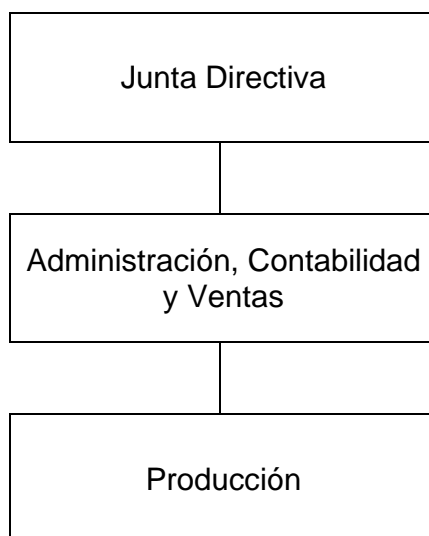 Junta Directiva
Administración, Contabilidad
y Ventas
Producción